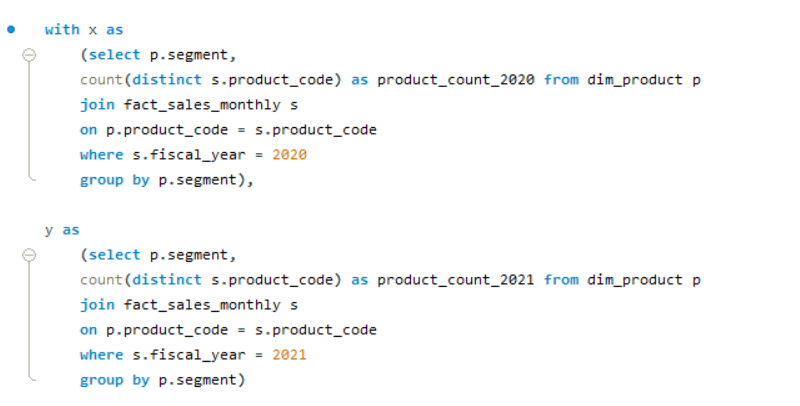 with x as
(select p.segment,
count(distinct s.product_code) as product_count_2020 from dim_product p
join fact_sales_monthly s
on p.product_code = s.product_code
where s.fiscal_year = 2020
group by p.segment),
y as
(select p.segment,
count(distinct s.product_code) as product_count_2021 from dim_product p
join fact_sales_monthly s
on p.product_code = s.product_code
where s.fiscal_year = 2021
group by p.segment)